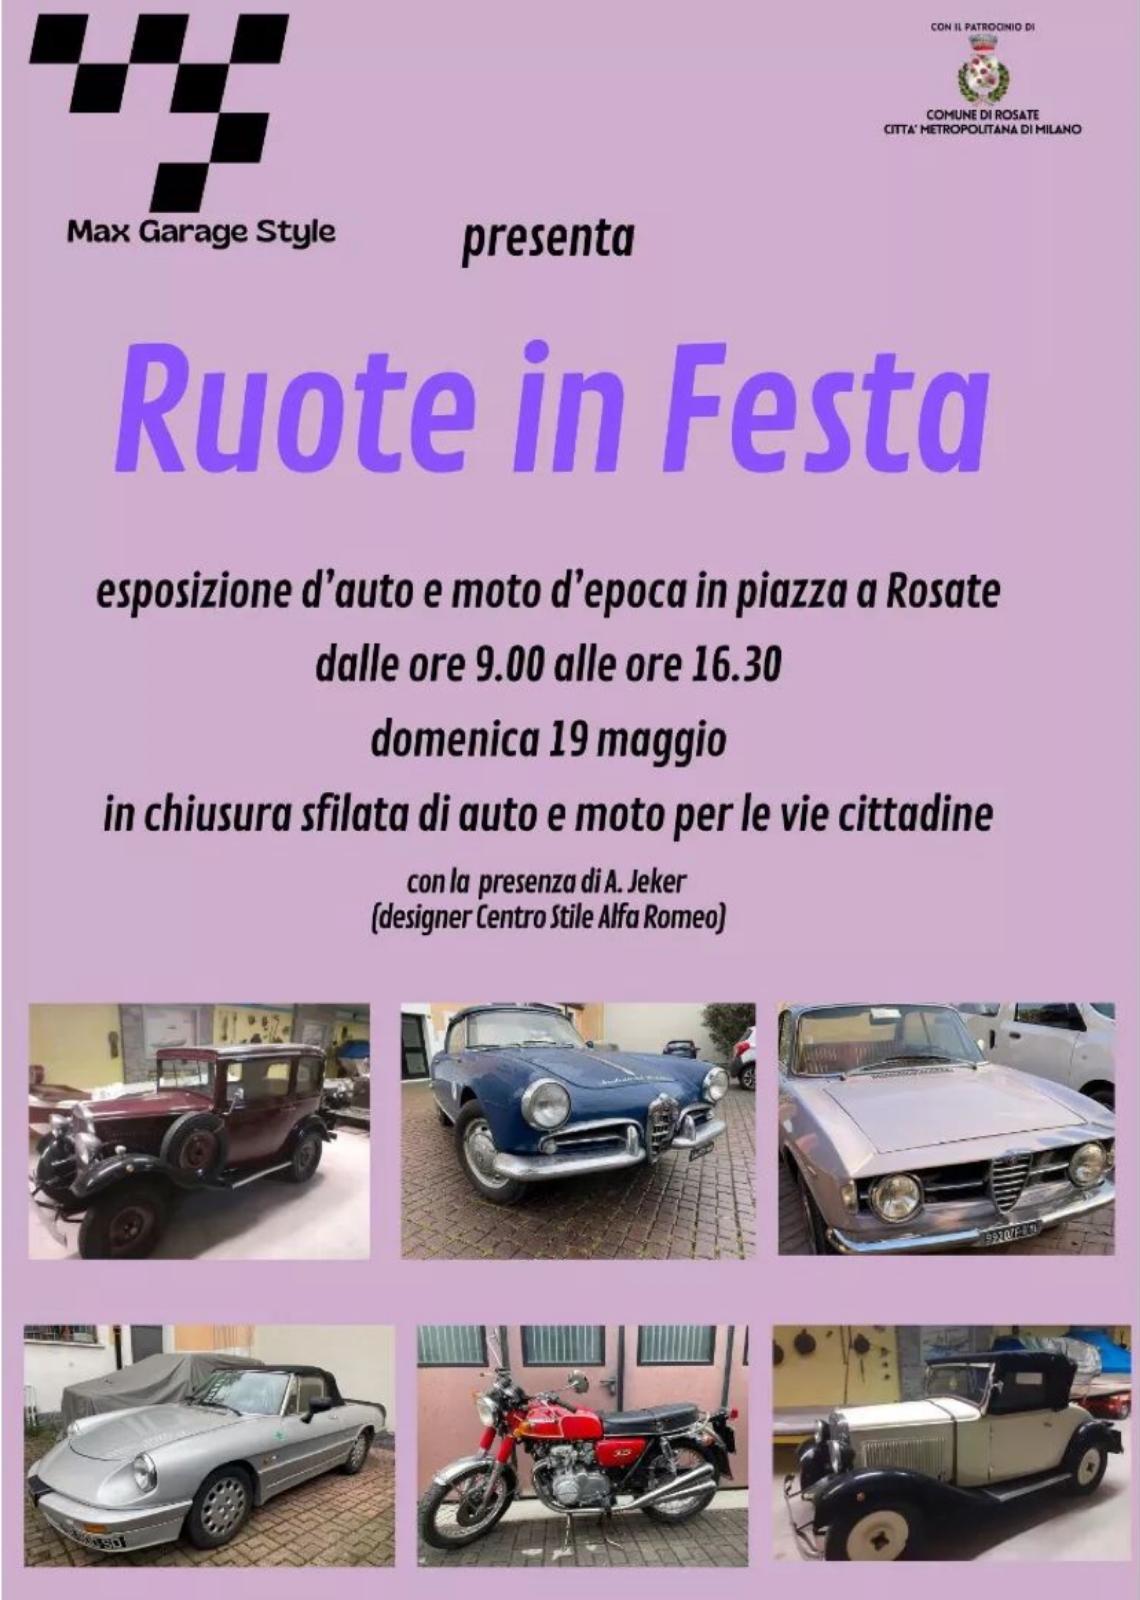 CON IL PATROCINIO DI
COMUNE DI ROSATE
CITTA' METROPOLITANA DI MILANO
Max Garage Style
presenta
Ruote in Festa
esposizione d'auto e moto d'epoca in piazza a Rosate
dalle ore 9.00 alle ore 16.30
domenica 19 maggio
in chiusura sfilata di auto e moto per le vie cittadine
con la presenza di A. Jeker
(designer Centro Stile Alfa Romeo)